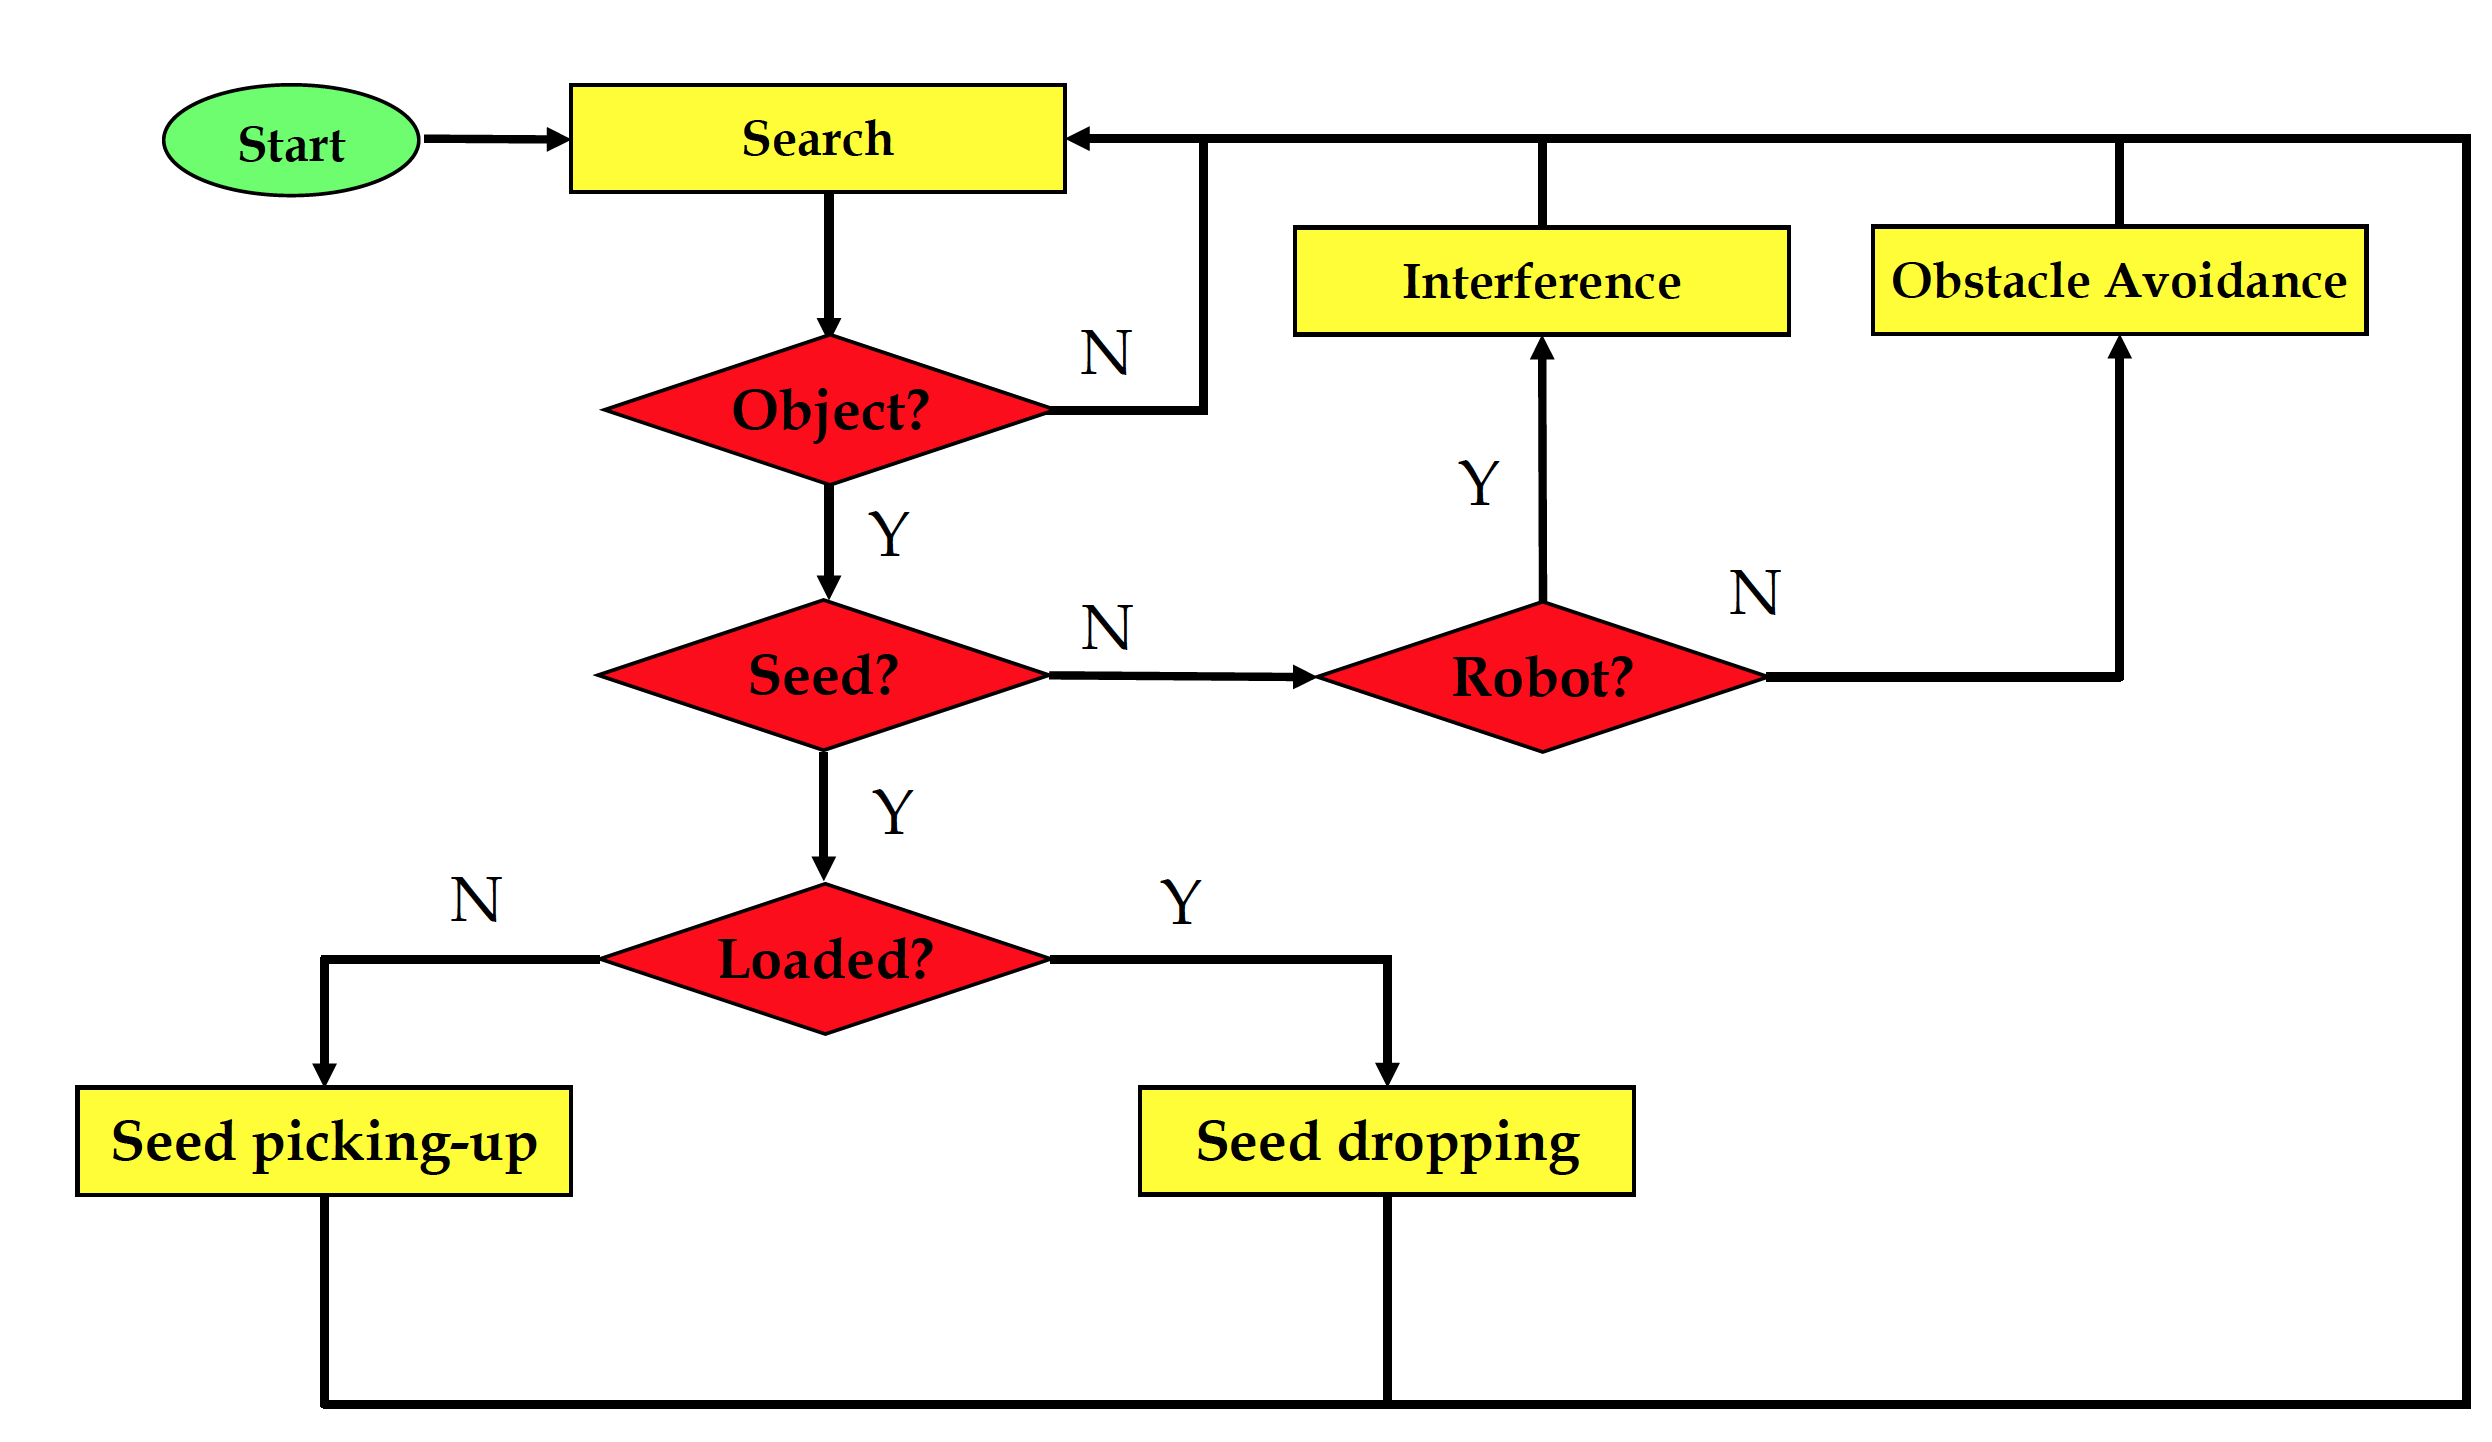 Start
Search
Interference
Obstacle Avoidance
N
Object?
Y
Y
N
N
Seed?
Robot?
Y
N
Y
Loaded?
Seed picking-up
Seed dropping